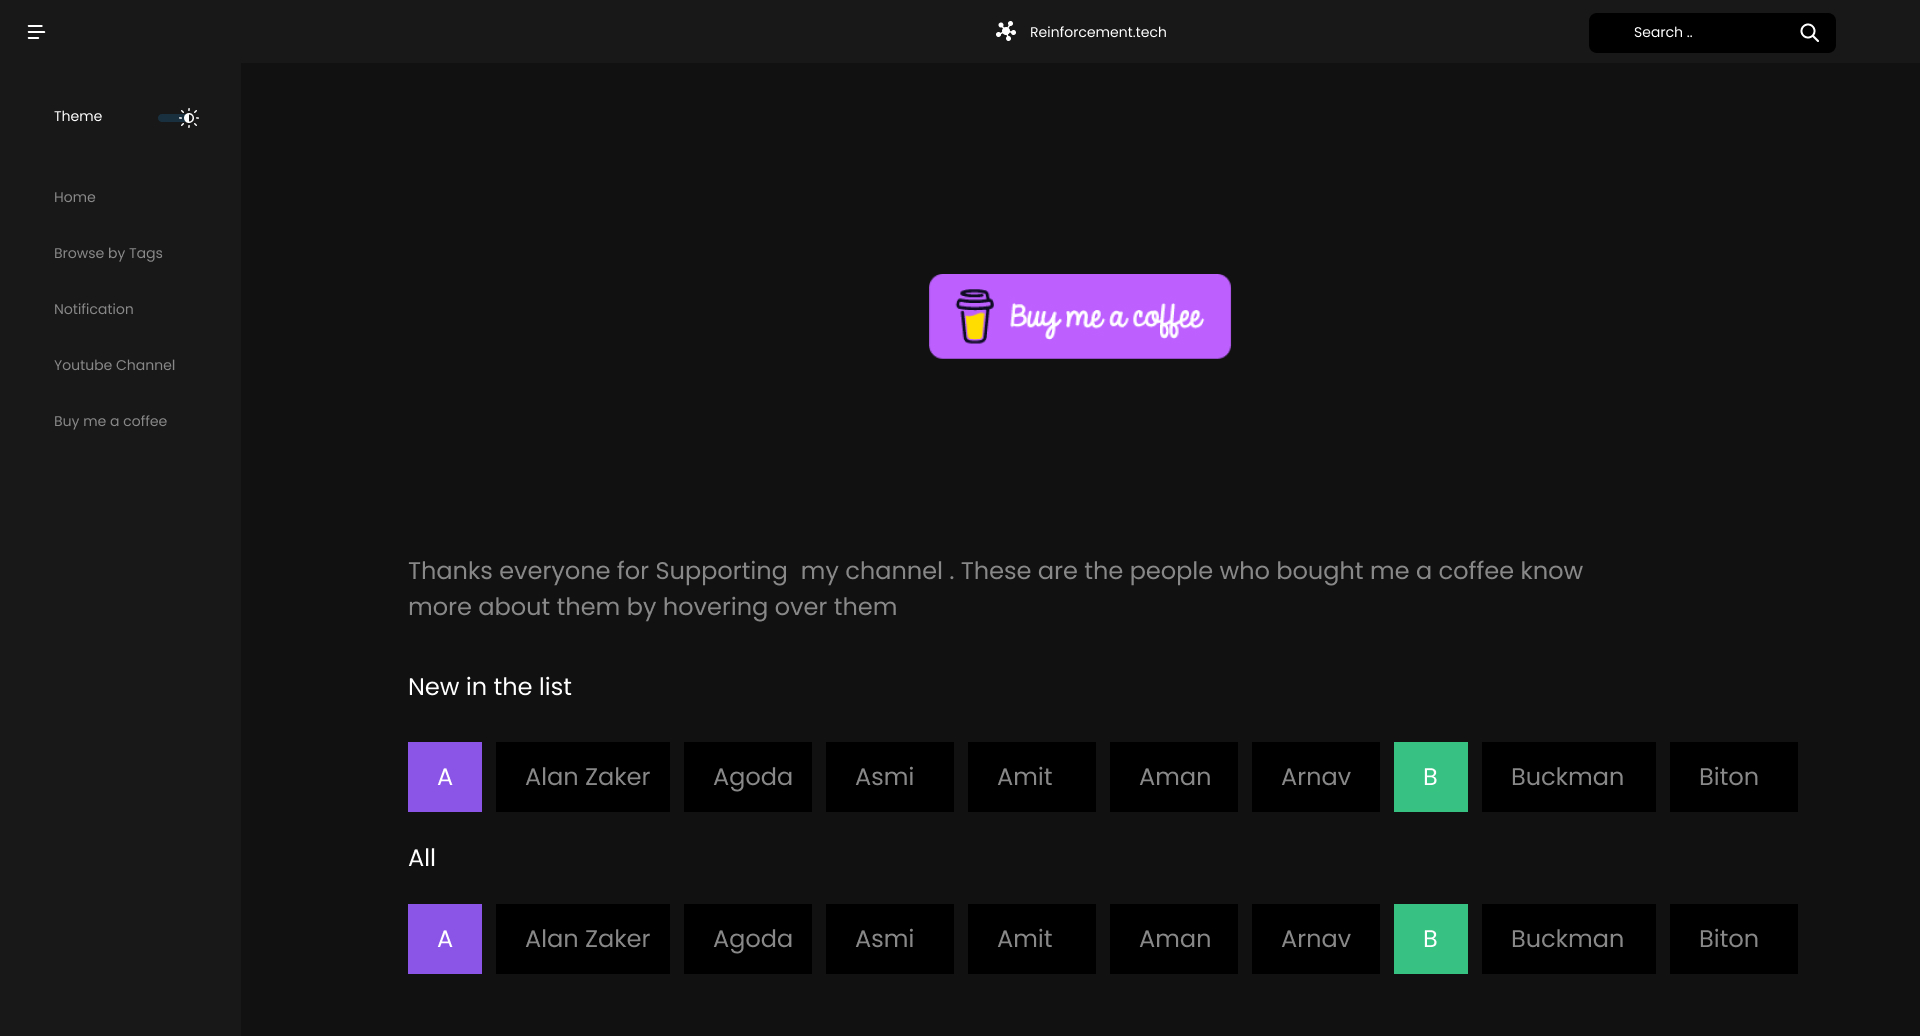 Reinforcement.tech
Search ..
Theme
Home
Browse by Tags
Notification
Youtube Channel
Buy me a coffee
Buy me a coffee
Thanks everyone for Supporting  my channel . These are the people who bought me a coffee know
more about them by hovering over them
New in the list
A Alan Zaker Agoda Asmi Amit Aman Arnav B Buckman Biton
All
A Alan Zaker Agoda Asmi Amit Aman Arnav B Buckman Biton